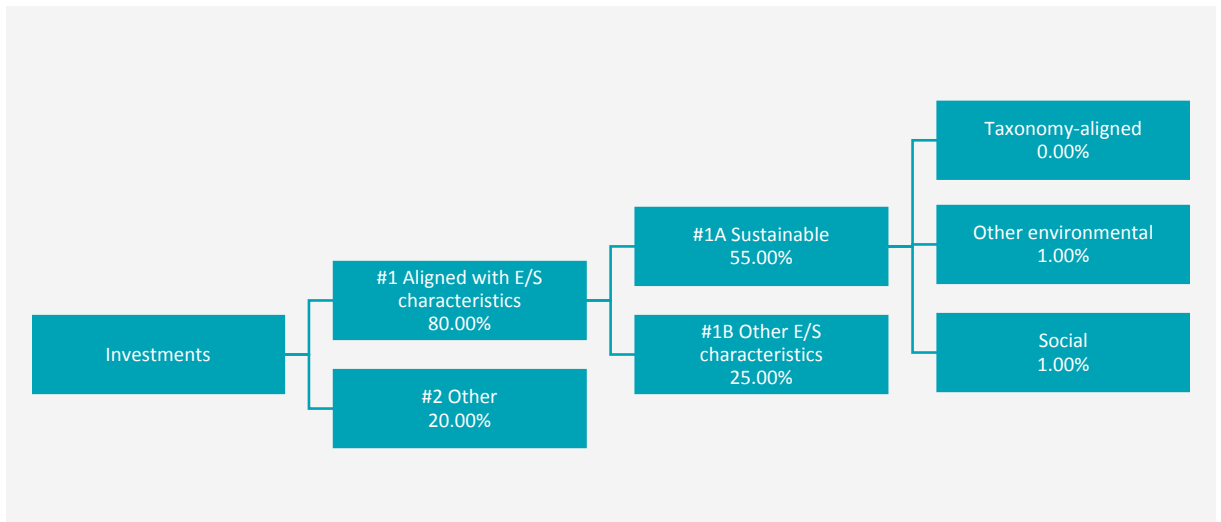 Investments
#1 Aligned with E/S
characteristics
80.00%
#2 Other
20.00%
#1A Sustainable
55.00%
#1B Other E/S
characteristics
25.00%
Taxonomy-aligned
0.00%
Other environmental
1.00%
Social
1.00%